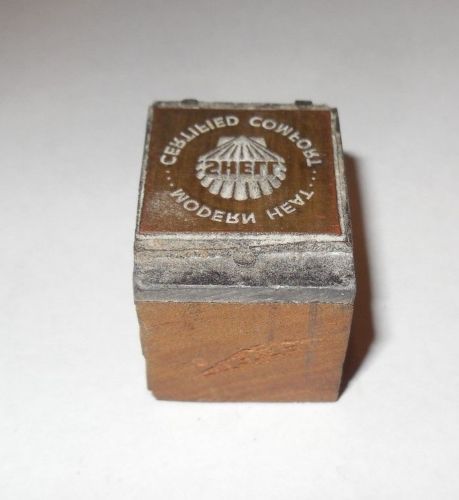 CERTIFIED COMFORT
SHELL
MODERN HEAT